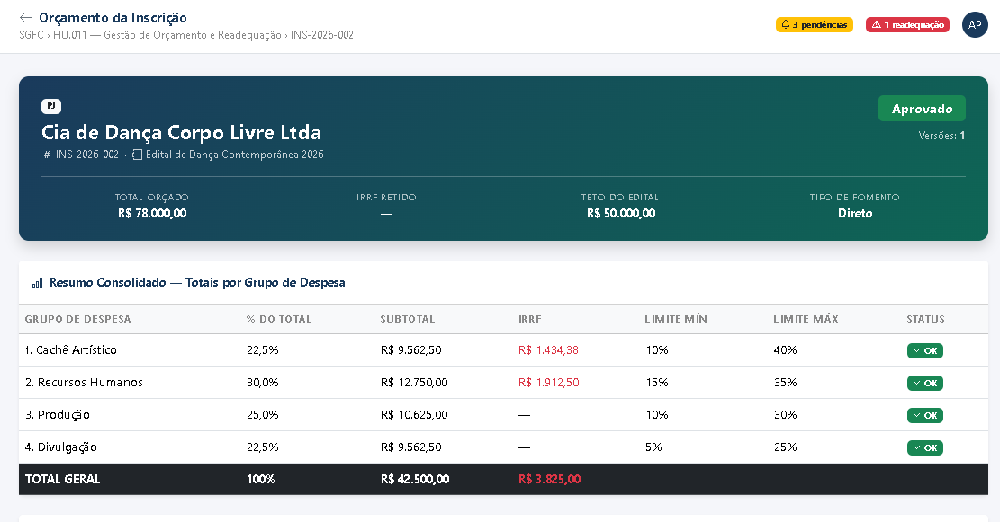 ← Orçamento da Inscrição
SGFC › HU.011 — Gestão de Orçamento e Readequação › INS-2026-002
3 pendências
1 readequação
AP
PJ
Cia de Dança Corpo Livre Ltda
# INS-2026-002 · Edital de Dança Contemporânea 2026
Aprovado
Versões: 1
TOTAL ORÇADO IRRF RETIDO TETO DO EDITAL TIPO DE FOMENTO
R$ 78.000,00 — R$ 50.000,00 Direto
Resumo Consolidado — Totais por Grupo de Despesa
GRUPO DE DESPESA % DO TOTAL SUBTOTAL IRRF LIMITE MÍN LIMITE MÁX STATUS
1. Cachê Artístico 22,5% R$ 9.562,50 R$ 1.434,38 10% 40% ✓ OK
2. Recursos Humanos 30,0% R$ 12.750,00 R$ 1.912,50 15% 35% ✓ OK
3. Produção 25,0% R$ 10.625,00 — 10% 30% ✓ OK
4. Divulgação 22,5% R$ 9.562,50 — 5% 25% ✓ OK
TOTAL GERAL 100% R$ 42.500,00 R$ 3.825,00